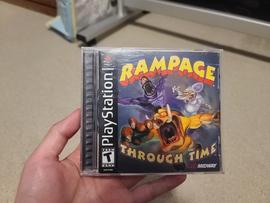 PlayStation
RAMPAGE
THROUGH TIME
T
MIDWAY